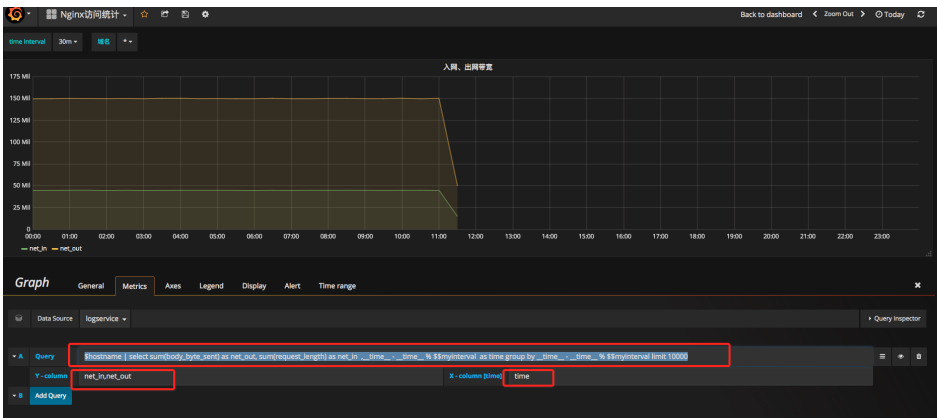 Nginx访问统计
Back to dashboard
Zoom Out
Today
time interval
30m
域名
*
入网、出网带宽
175 Mil
150 Mil
125 Mil
100 Mil
75 Mil
50 Mil
25 Mil
0
00:00 01:00 02:00 03:00 04:00 05:00 06:00 07:00 08:00 09:00 10:00 11:00 12:00 13:00 14:00 15:00 16:00 17:00 18:00 19:00 20:00 21:00 22:00 23:00
net_in net_out
Graph
General Metrics Axes Legend Display Alert Time range
Data Source logservice
Query Inspector
A Query $hostname | select sum(body_byte_sent) as net_out, sum(request_length) as net_in ,__time__ - __time__ % $$myinterval as time group by __time__ - __time__ % $$myinterval limit 10000
Y - column net_in,net_out X - column (time) time
B Add Query